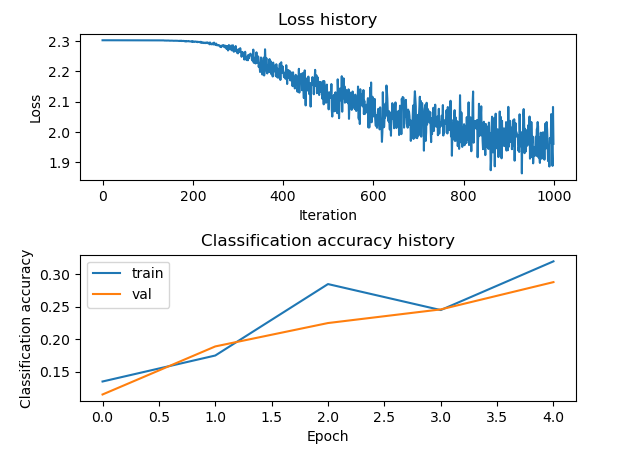 Loss history
2.3
2.2
2.1
2.0
1.9
Loss
0 200 400 600 800 1000
Iteration
Classification accuracy history
train
val
0.30
0.25
0.20
0.15
Classification accuracy
0.0 0.5 1.0 1.5 2.0 2.5 3.0 3.5 4.0
Epoch